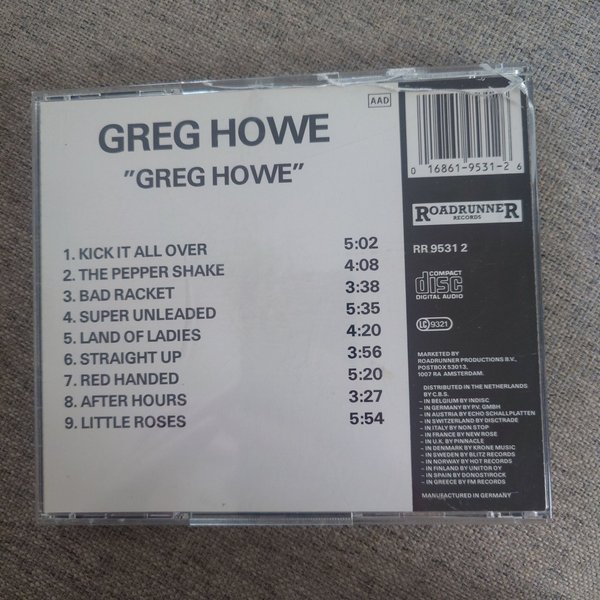 AAD
GREG HOWE
"GREG HOWE"
1. KICK IT ALL OVER 5:02
2. THE PEPPER SHAKE 4:08
3. BAD RACKET 3:38
4. SUPER UNLEADED 5:35
5. LAND OF LADIES 4:20
6. STRAIGHT UP 3:56
7. RED HANDED 5:20
8. AFTER HOURS 3:27
9. LITTLE ROSES 5:54
0 16861-9531-2 6
ROADRUNNER
RECORDS
RR 9531 2
COMPACT
disc
DIGITAL AUDIO
LC 9321
MARKETED BY
ROADRUNNER PRODUCTIONS B.V.,
POSTBOX 53013,
1007 RA AMSTERDAM.
DISTRIBUTED IN THE NETHERLANDS
BY C.B.S.
– IN BELGIUM BY INDISC
– IN GERMANY BY P.V. GMBH
– IN AUSTRIA BY ECHO SCHALLPLATTEN
– IN SWITZERLAND BY DISCTRADE
– IN ITALY BY NON STOP
– IN FRANCE BY NEW ROSE
– IN U.K. BY PINNACLE
– IN DENMARK BY KRONE MUSIC
– IN SWEDEN BY BLITZ RECORDS
– IN NORWAY BY HOT RECORDS
– IN FINLAND BY UNITOR OY
– IN SPAIN BY DONOSTIROCK
– IN GREECE BY FM RECORDS
MANUFACTURED IN GERMANY